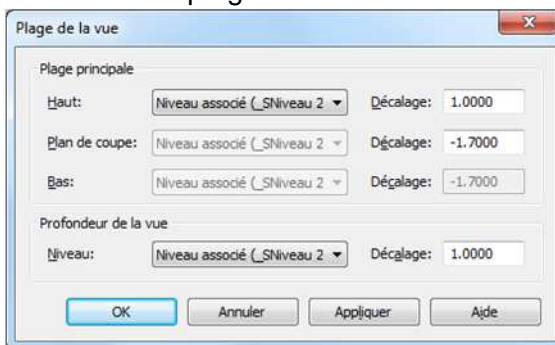 Plage de la vue
Plage principale
Haut: Niveau associé (_SNiveau 2 Décalage: 1.0000
Plan de coupe: Niveau associé (_SNiveau 2 Décalage: -1.7000
Bas: Niveau associé (_SNiveau 2 Décalage: -1.7000
Profondeur de la vue
Niveau: Niveau associé (_SNiveau 2 Décalage: 1.0000
OK Annuler Appliquer Aide